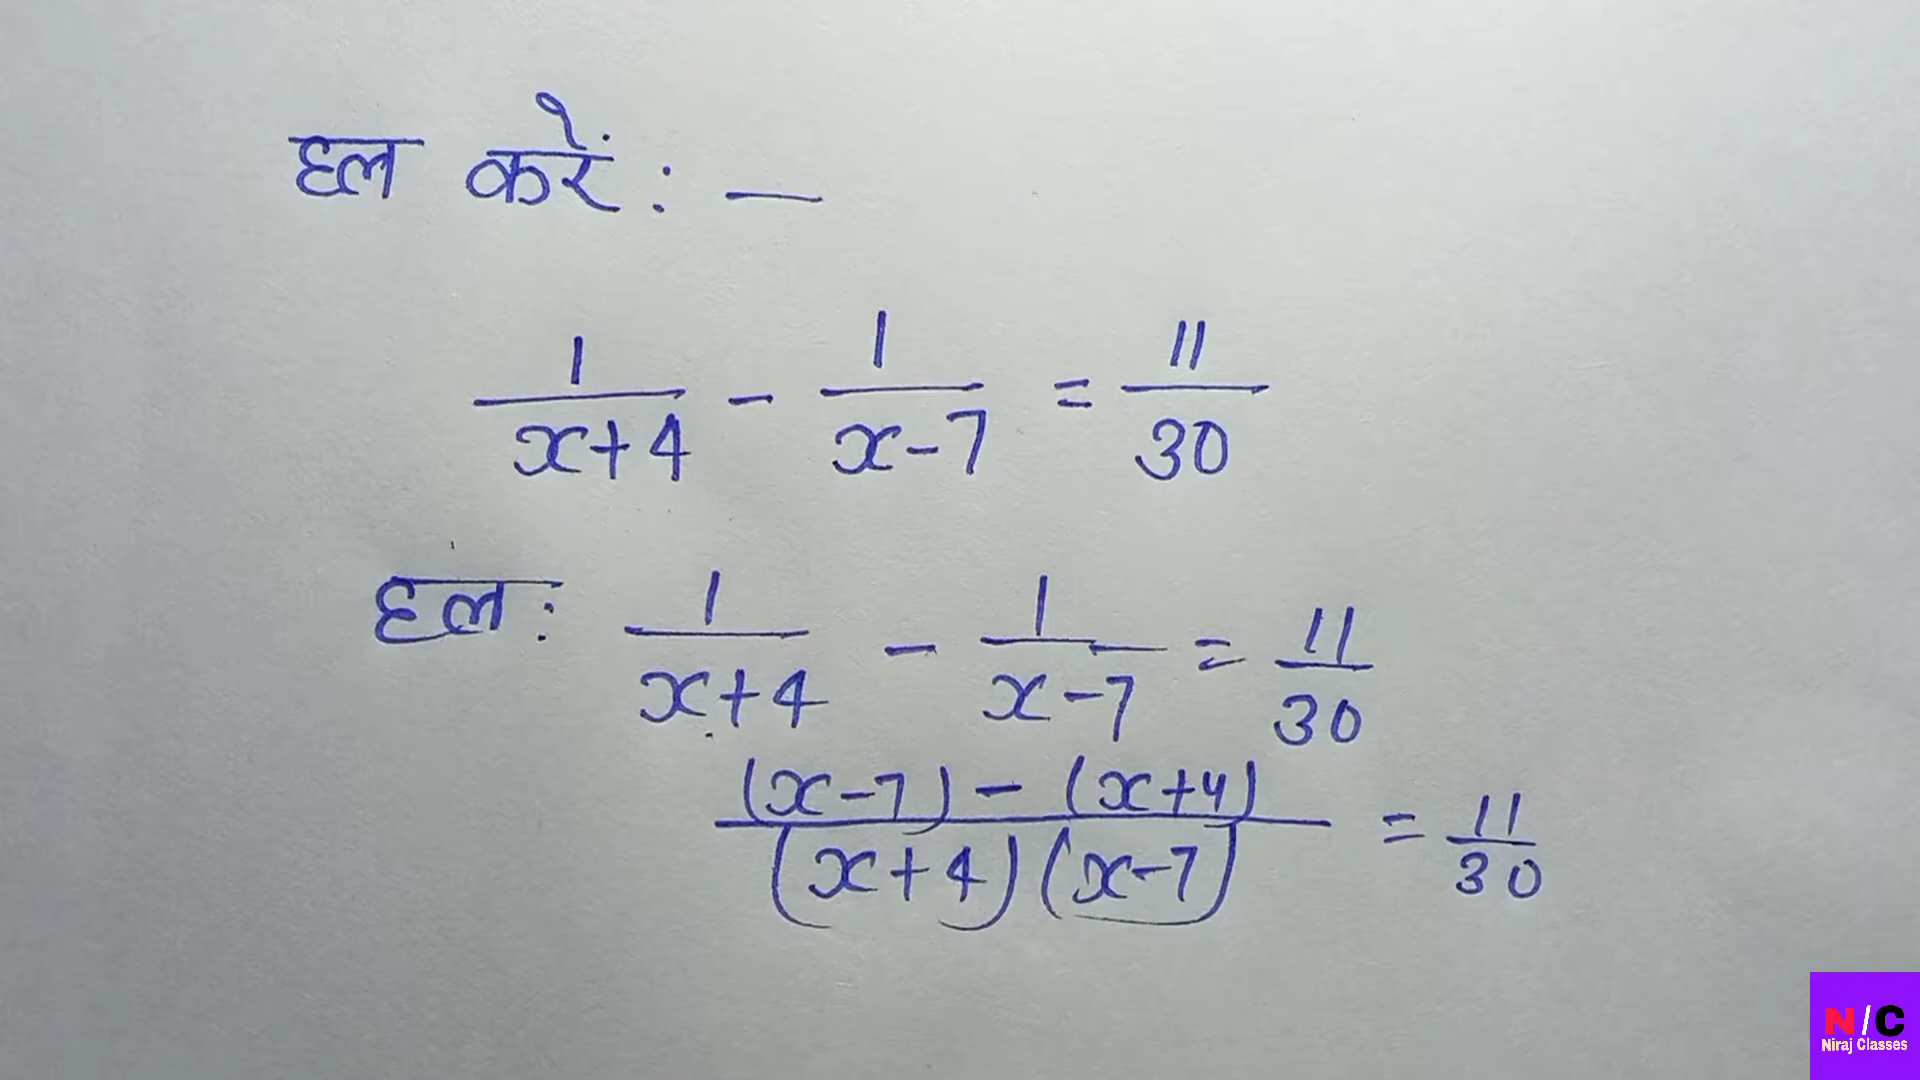 हल करें : —
1/(x+4) - 1/(x-7) = 11/30
हल : 1/(x+4) - 1/(x-7) = 11/30
((x-7) - (x+4))/((x+4)(x-7)) = 11/30
N/C
Niraj Classes